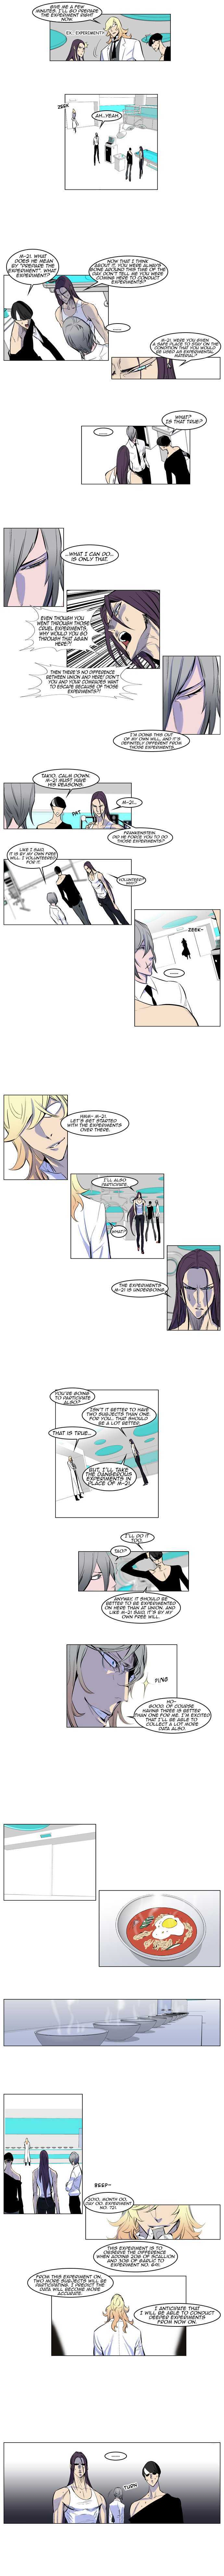 GIVE ME A FEW
MINUTES. I'LL GO PREPARE
THE EXPERIMENT RIGHT
NOW.
EX.. EXPERIMENT?
ZEEK
AH..YEAH.
M-21. WHAT
DOES HE MEAN
BY "PREPARE THE
EXPERIMENT". WHAT
EXPERIMENT?
NOW THAT I THINK
ABOUT IT, YOU WERE ALWAYS
GONE AROUND THIS TIME OF THE
DAY. DON'T TELL ME YOU WERE
COMING HERE TO CONDUCT
EXPERIMENTS?
......
M-21. WERE YOU GIVEN
A SAFE PLACE TO STAY ON THE
CONDITION THAT YOU WOULD
BE USED AS EXPERIMENTAL
MATERIAL?
......
WHAT?
IS THAT TRUE?
...WHAT I CAN DO...
IS ONLY THAT.
EVEN THOUGH YOU
WENT THROUGH THOSE
CRUEL EXPERIMENTS,
WHY WOULD YOU GO
THROUGH THAT AGAIN
HERE?!
THEN THERE'S NO DIFFERENCE
BETWEEN UNION AND HERE! DIDN'T
YOU AND YOUR COMRADES WANT
TO ESCAPE BECAUSE OF THOSE
EXPERIMENTS?!
I'M DOING THIS OUT
OF MY OWN WILL, AND IT'S
DEFINITELY DIFFERENT FROM
THOSE EXPERIMENTS.
TAKIO, CALM DOWN.
M-21 MUST HAVE
HIS REASONS.
PAT
M-21...
FRANKENSTEIN..
DID HE FORCE YOU TO DO
THOSE EXPERIMENTS?
LIKE I SAID,
IT IS BY MY OWN FREE
WILL. I VOLUNTEERED
FOR IT.
VOLUNTEER?
WHY?
......
ZEEK-
HMM- M-21.
LET'S GET STARTED
WITH THE EXPERIMENTS
OVER THERE.
I'LL ALSO
PARTICIPATE.
WHAT?
THE EXPERIMENTS
M-21 IS UNDERGOING.
YOU'RE GOING
TO PARTICIPATE
ALSO?
ISN'T IT BETTER TO HAVE
TWO SUBJECTS THAN ONE.
FOR YOU, THAT SHOULD
BE A LOT BETTER.
THAT IS TRUE...
BUT, I'LL TAKE
THE DANGEROUS
EXPERIMENTS IN
PLACE OF M-21.
I'LL DO IT
TOO.
TAO?
ANYWAY, IT SHOULD BE
BETTER TO BE EXPERIMENTED
ON HERE THAN AT UNION. AND
LIKE M-21 SAID, IT'S BY MY
OWN FREE WILL.
HO-
GOOD. OF COURSE
HAVING THREE IS BETTER
THAN ONE FOR ME. I'M EXCITED
THAT I'LL BE ABLE TO
COLLECT A LOT MORE
DATA ALSO.
BEEP-
2010, MONTH OO,
DAY OO. EXPERIMENT
NO. 721.
THIS EXPERIMENT IS TO
OBSERVE THE DIFFERENCE
WHEN ADDING 20G OF SCALLION
AND 30G OF GARLIC TO
EXPERIMENT NO. 641.
FROM THIS EXPERIMENT ON,
TWO MORE SUBJECTS WILL BE
PARTICIPATING. I PREDICT THE
DATA WILL BECOME MORE
ACCURATE.
I ANTICIPATE THAT
I WILL BE ABLE TO CONDUCT
DEEPER EXPERIMENTS
FROM NOW ON.
......
TURN